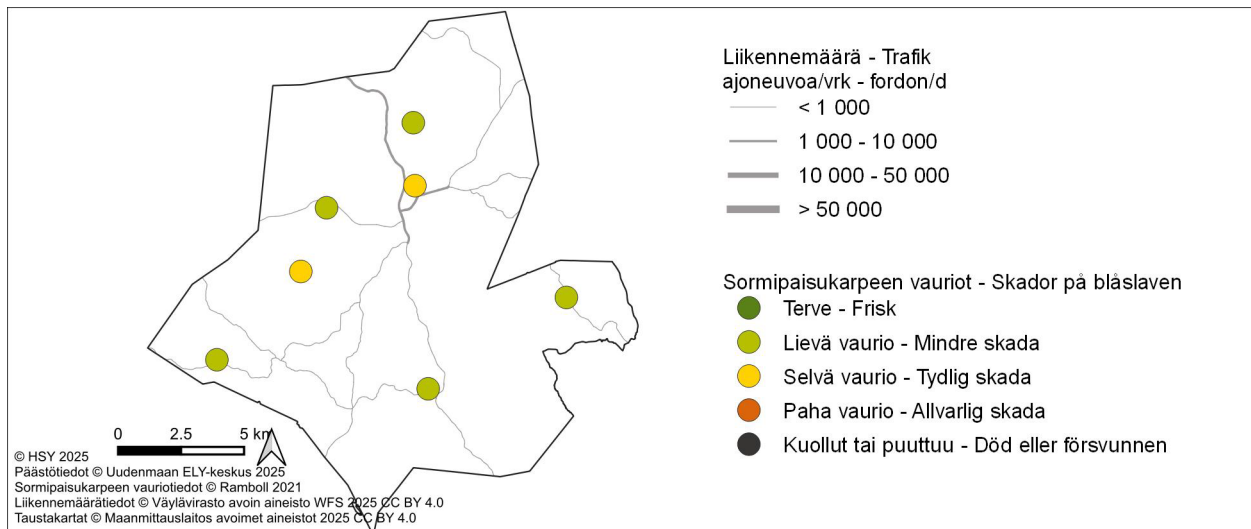 Liikennemäärä - Trafik
ajoneuvoa/vrk - fordon/d
< 1 000
1 000 - 10 000
10 000 - 50 000
> 50 000
Sormipaisukarpeen vauriot - Skador på blåslaven
Terve - Frisk
Lievä vaurio - Mindre skada
Selvä vaurio - Tydlig skada
Paha vaurio - Allvarlig skada
Kuollut tai puuttuu - Död eller försvunnen
0 2.5 5 km
© HSY 2025
Päästötiedot © Uudenmaan ELY-keskus 2025
Sormipaisukarpeen vauriotiedot © Ramboll 2021
Liikennemäärätiedot © Väylävirasto avoin aineisto WFS 2025 CC BY 4.0
Taustakartat © Maanmittauslaitos avoimet aineistot 2025 CC BY 4.0